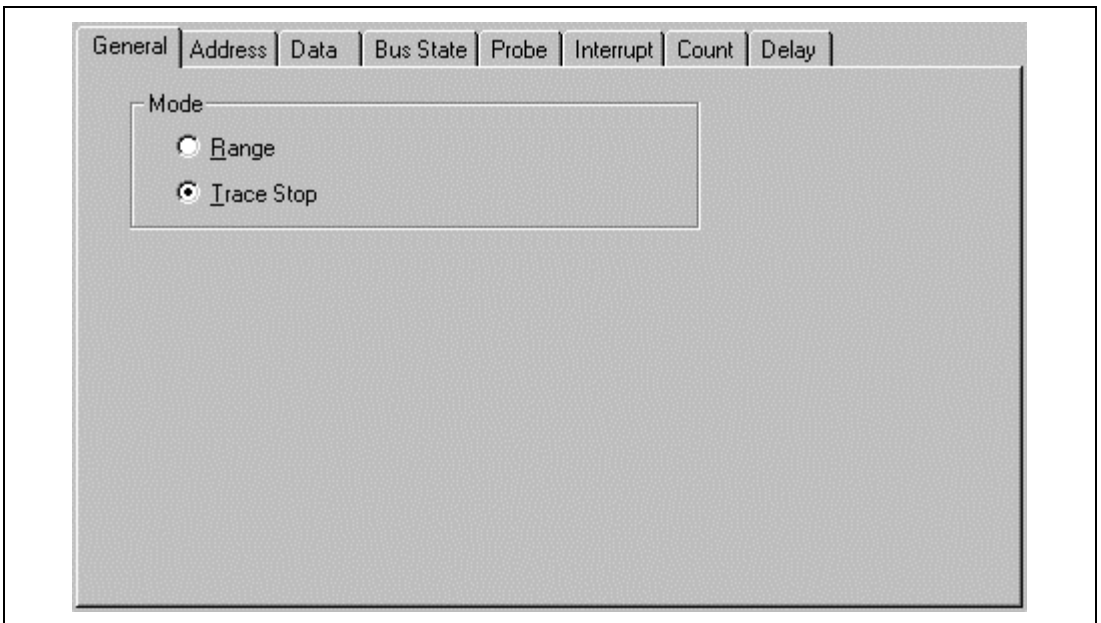 General Address Data Bus State Probe Interrupt Count Delay
Mode
Range
Trace Stop